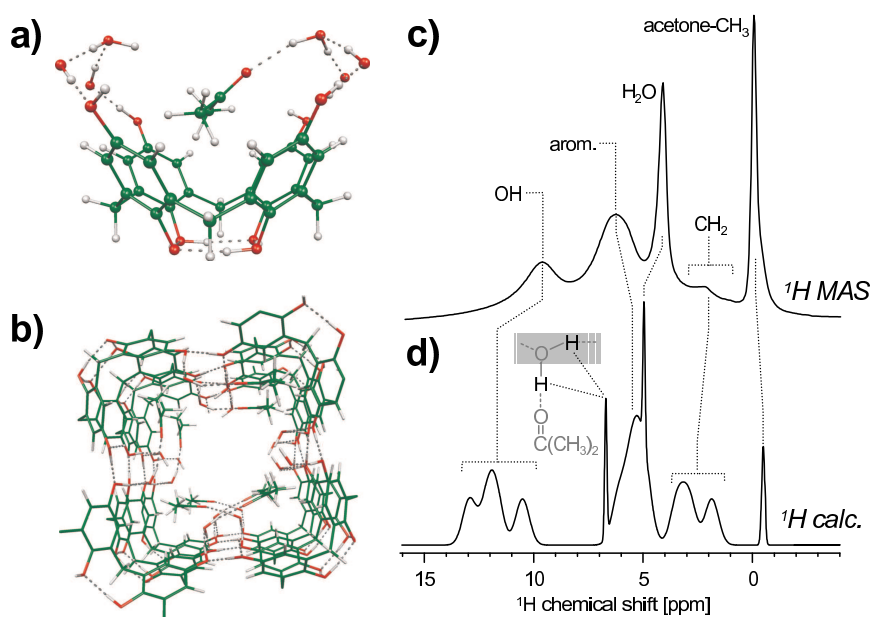 a)
b)
c)
acetone-CH3
H2O
arom.
OH
CH2
1H MAS
d)
H
O
H
O
C(CH3)2
1H calc.
15 10 5 0
1H chemical shift [ppm]